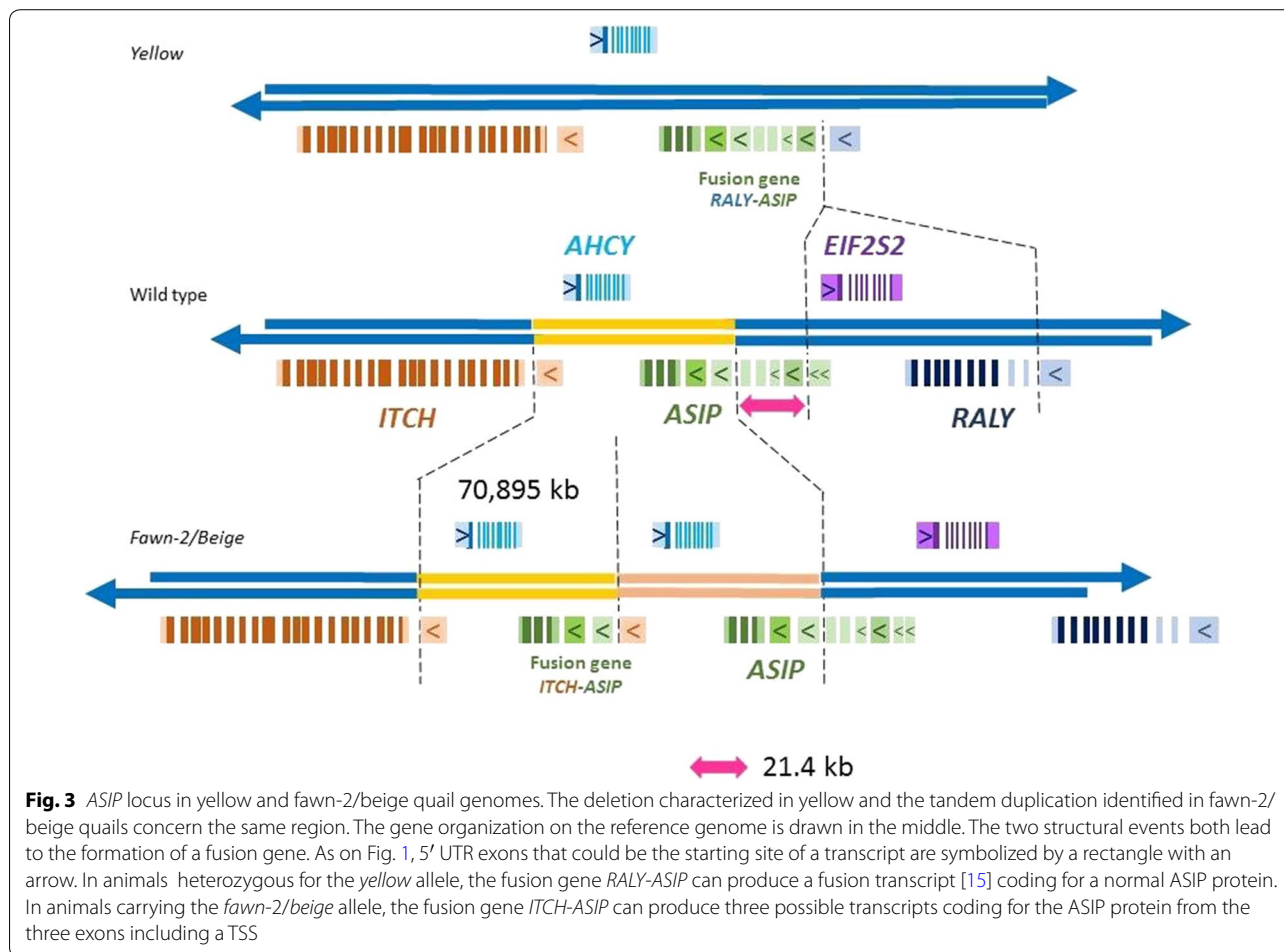 Yellow
>
<
<
<
<
<
<
Fusion gene
RALY-ASIP
AHCY
EIF2S2
Wild type
>
>
<
<
<
<
<
<<
<
ITCH
ASIP
RALY
70,895 kb
Fawn-2/Beige
>
>
>
<
<
<
<
<
<
<
<
<<
<
Fusion gene
ITCH-ASIP
ASIP
21.4 kb
Fig. 3 ASIP locus in yellow and fawn-2/beige quail genomes. The deletion characterized in yellow and the tandem duplication identified in fawn-2/
beige quails concern the same region. The gene organization on the reference genome is drawn in the middle. The two structural events both lead
to the formation of a fusion gene. As on Fig. 1, 5′ UTR exons that could be the starting site of a transcript are symbolized by a rectangle with an
arrow. In animals heterozygous for the yellow allele, the fusion gene RALY-ASIP can produce a fusion transcript [15] coding for a normal ASIP protein.
In animals carrying the fawn-2/beige allele, the fusion gene ITCH-ASIP can produce three possible transcripts coding for the ASIP protein from the
three exons including a TSS